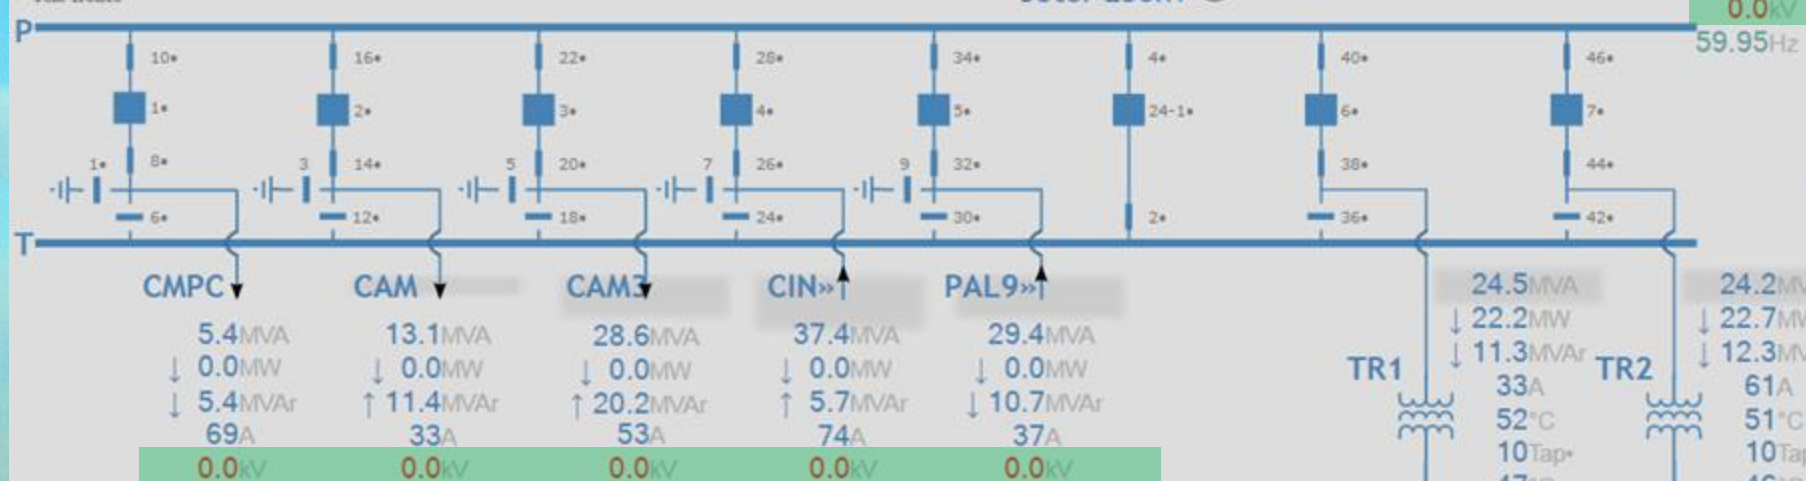 0.0kV
P
59.95Hz
10• 16• 22• 28• 34• 4• 40• 46•
1• 2• 3• 4• 5• 24-1• 6• 7•
1• 8• 3 14• 5 20• 7 26• 9 32• 38• 44•
6• 12• 18• 24• 30• 2• 36• 42•
T
CMPC
5.4MVA
↓ 0.0MW
↓ 5.4MVAr
69A
0.0kV
CAM
13.1MVA
↓ 0.0MW
↑ 11.4MVAr
33A
0.0kV
CAM3
28.6MVA
↓ 0.0MW
↑ 20.2MVAr
53A
0.0kV
CIN»
37.4MVA
↓ 0.0MW
↑ 5.7MVAr
74A
0.0kV
PAL9»
29.4MVA
↓ 0.0MW
↓ 10.7MVAr
37A
0.0kV
TR1
24.5MVA
↓ 22.2MW
↓ 11.3MVAr
33A
52°C
10Tap•
TR2
24.2MV
↓ 22.7MW
↓ 12.3MV
61A
51°C
10Tap